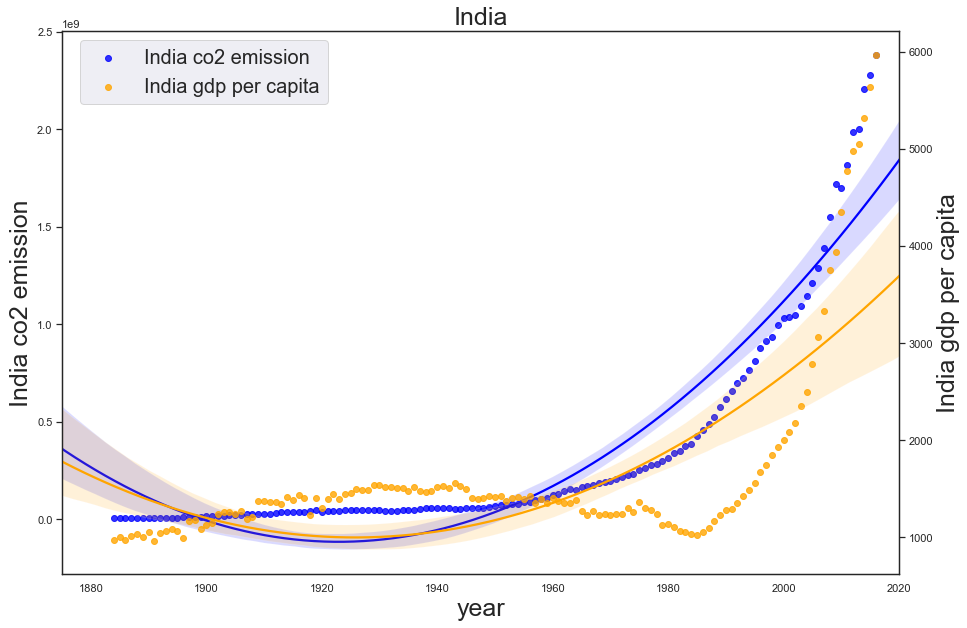 India
1e9
2.5
2.0
1.5
1.0
0.5
0.0
India co2 emission
India co2 emission
India gdp per capita
6000
5000
4000
3000
2000
1000
India gdp per capita
1880 1900 1920 1940 1960 1980 2000 2020
year